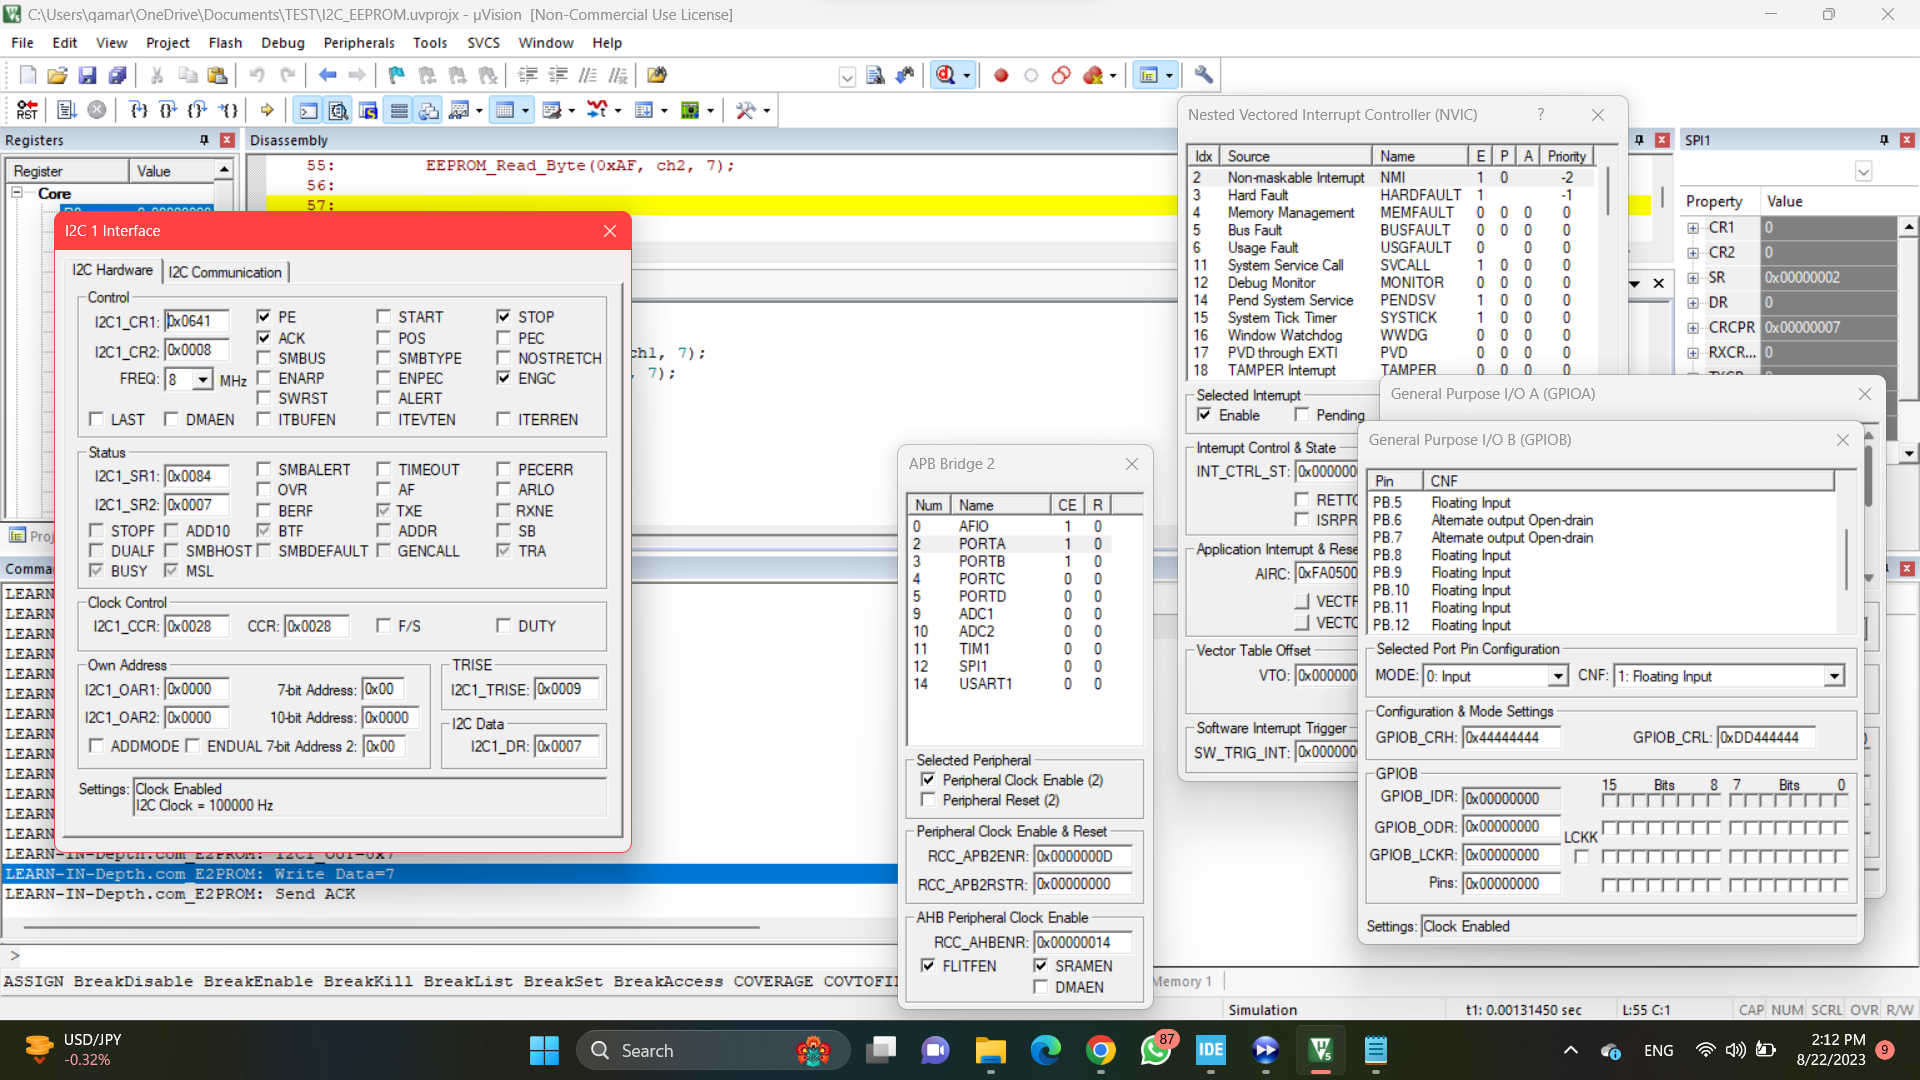 C:\Users\qamar\OneDrive\Documents\TEST\I2C_EEPROM.uvprojx - µVision [Non-Commercial Use License]
File Edit View Project Flash Debug Peripherals Tools SVCS Window Help
RST
Registers
Register Value
Core
Disassembly
55: EEPROM_Read_Byte(0xAF, ch2, 7);
56:
57:
ch1, 7);
7);
I2C 1 Interface
I2C Hardware I2C Communication
Control
I2C1_CR1: 0x0641 PE START STOP
ACK POS PEC
I2C1_CR2: 0x0008 SMBUS SMBTYPE NOSTRETCH
FREQ: 8 MHz ENARP ENPEC ENGC
SWRST ALERT
LAST DMAEN ITBUFEN ITEVTEN ITERREN
Status
I2C1_SR1: 0x0084 SMBALERT TIMEOUT PECERR
OVR AF ARLO
I2C1_SR2: 0x0007 BERF TXE RXNE
STOPF ADD10 BTF ADDR SB
DUALF SMBHOST SMBDEFAULT GENCALL TRA
BUSY MSL
Clock Control
I2C1_CCR: 0x0028 CCR: 0x0028 F/S DUTY
Own Address
I2C1_OAR1: 0x0000 7-bit Address: 0x00
I2C1_OAR2: 0x0000 10-bit Address: 0x0000
ADDMODE ENDUAL 7-bit Address 2: 0x00
TRISE
I2C1_TRISE: 0x0009
I2C Data
I2C1_DR: 0x0007
Settings: Clock Enabled
I2C Clock = 100000 Hz
LEARN-IN-Depth.com_E2PROM: I2C1_OUT=0x7
LEARN-IN-Depth.com_E2PROM: Write Data=7
LEARN-IN-Depth.com_E2PROM: Send ACK
>
ASSIGN BreakDisable BreakEnable BreakKill BreakList BreakSet BreakAccess COVERAGE COVTOFI
APB Bridge 2
Num Name CE R
0 AFIO 1 0
2 PORTA 1 0
3 PORTB 1 0
4 PORTC 0 0
5 PORTD 0 0
9 ADC1 0 0
10 ADC2 0 0
11 TIM1 0 0
12 SPI1 0 0
14 USART1 0 0
Selected Peripheral
Peripheral Clock Enable (2)
Peripheral Reset (2)
Peripheral Clock Enable & Reset
RCC_APB2ENR: 0x0000000D
RCC_APB2RSTR: 0x00000000
AHB Peripheral Clock Enable
RCC_AHBENR: 0x00000014
FLITFEN SRAMEN
DMAEN
Nested Vectored Interrupt Controller (NVIC) ?
Idx Source Name E P A Priority
2 Non-maskable Interrupt NMI 1 0 -2
3 Hard Fault HARDFAULT 1 -1
4 Memory Management MEMFAULT 0 0 0 0
5 Bus Fault BUSFAULT 0 0 0 0
6 Usage Fault USGFAULT 0 0 0 0
11 System Service Call SVCALL 1 0 0 0
12 Debug Monitor MONITOR 0 0 0 0
14 Pend System Service PENDSV 1 0 0 0
15 System Tick Timer SYSTICK 1 0 0 0
16 Window Watchdog WWDG 0 0 0 0
17 PVD through EXTI PVD 0 0 0 0
18 TAMPER Interrupt TAMPER 0 0 0 0
Selected Interrupt
Enable Pending
Interrupt Control & State
INT_CTRL_ST: 0x000000
RETTO
ISRPR
Application Interrupt & Rese
AIRC: 0xFA0500
VECTF
VECTC
Vector Table Offset
VTO: 0x000000
Software Interrupt Trigger
SW_TRIG_INT: 0x000000
SPI1
Property Value
CR1 0
CR2 0
SR 0x00000002
DR 0
CRCPR 0x00000007
RXCR... 0
General Purpose I/O A (GPIOA)
General Purpose I/O B (GPIOB)
Pin CNF
PB.5 Floating Input
PB.6 Alternate output Open-drain
PB.7 Alternate output Open-drain
PB.8 Floating Input
PB.9 Floating Input
PB.10 Floating Input
PB.11 Floating Input
PB.12 Floating Input
Selected Port Pin Configuration
MODE: 0: Input CNF: 1: Floating Input
Configuration & Mode Settings
GPIOB_CRH: 0x44444444 GPIOB_CRL: 0xDD444444
GPIOB
15 Bits 8 7 Bits 0
GPIOB_IDR: 0x00000000
GPIOB_ODR: 0x00000000
LCKK
GPIOB_LCKR: 0x00000000
Pins: 0x00000000
Settings: Clock Enabled
Memory 1
Simulation t1: 0.00131450 sec L:55 C:1 CAP NUM SCRL OVR R/W
USD/JPY
-0.32%
Search
87
IDE
ENG
2:12 PM
8/22/2023
9